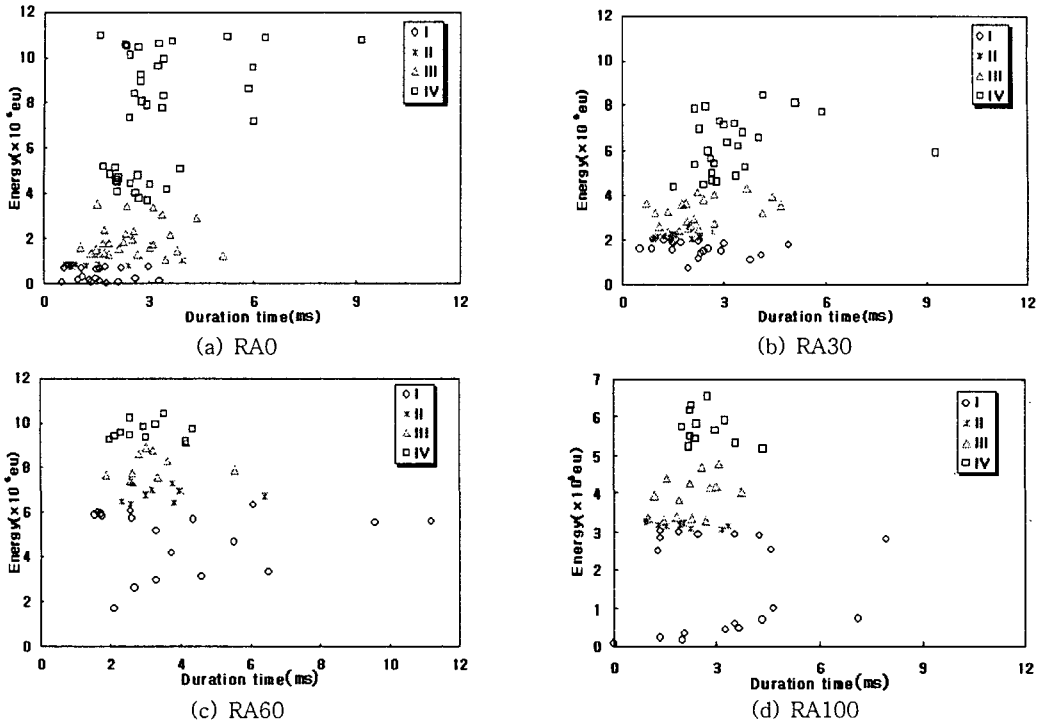 12
10
8
6
4
2
0
Energy(×10⁶eu)
0 3 6 9 12
Duration time(ms)
I
II
III
IV
(a) RA0
12
10
8
6
4
2
0
Energy(×10⁶eu)
0 3 6 9 12
Duration time(ms)
I
II
III
IV
(b) RA30
12
10
8
6
4
2
0
Energy(×10⁶eu)
0 2 4 6 8 10 12
Duration time(ms)
I
II
III
IV
(c) RA60
7
6
5
4
3
2
1
0
Energy(×10⁶eu)
0 3 6 9 12
Duration time(ms)
I
II
III
IV
(d) RA100